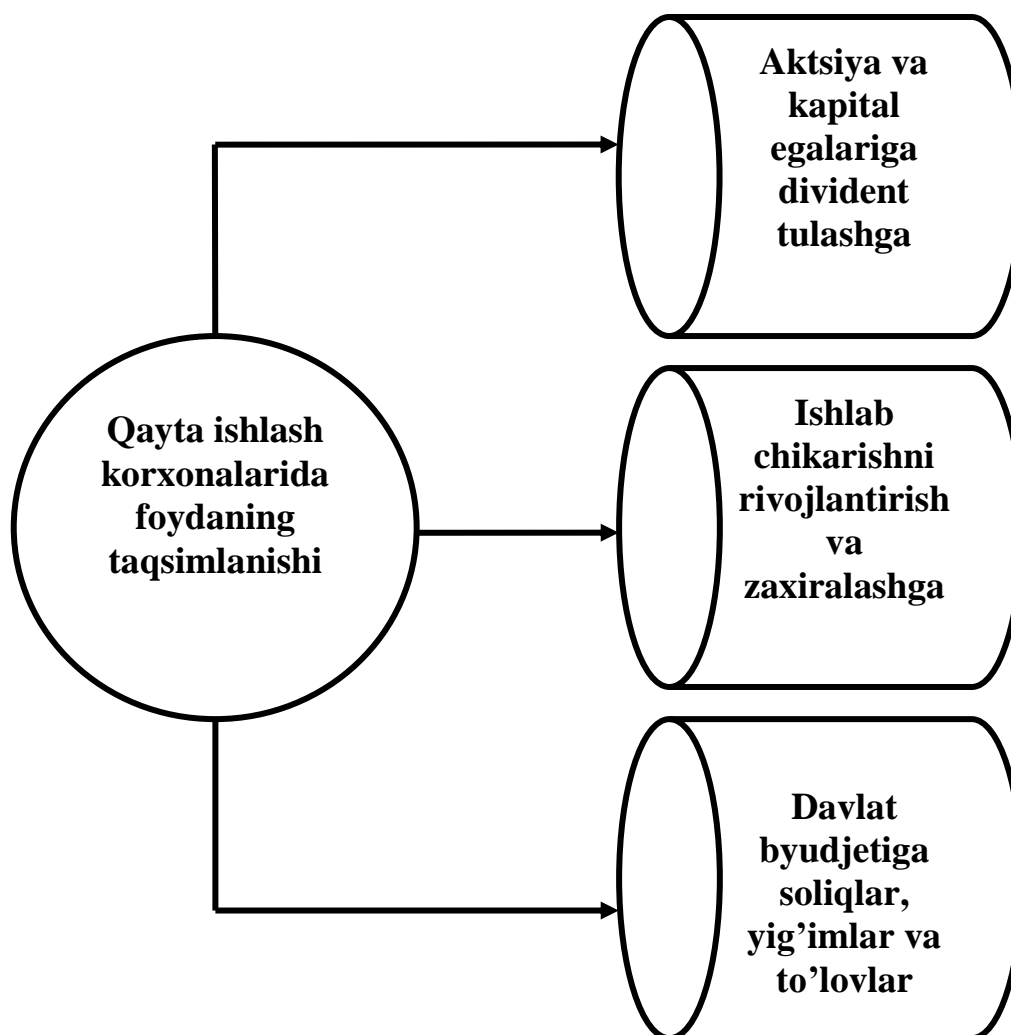 Aktsiya va
kapital
egalariga
divident
tulashga
Qayta ishlash
korxonalarida
foydaning
taqsimlanishi
Ishlab
chikarishni
rivojlantirish
va
zaxiralashga
Davlat
byudjetiga
soliqlar,
yig’imlar va
to’lovlar